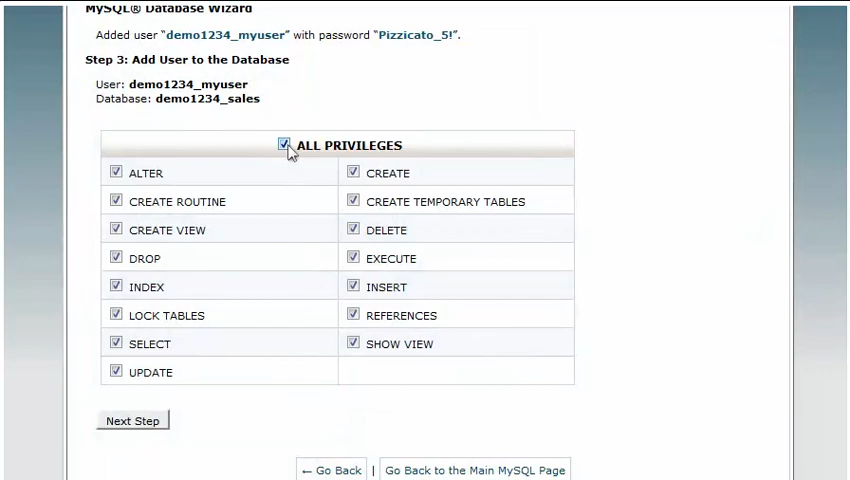 MySQL® Database Wizard
Added user “demo1234_myuser” with password “Pizzicato_5!”.
Step 3: Add User to the Database
User: demo1234_myuser
Database: demo1234_sales
ALL PRIVILEGES
ALTER CREATE
CREATE ROUTINE CREATE TEMPORARY TABLES
CREATE VIEW DELETE
DROP EXECUTE
INDEX INSERT
LOCK TABLES REFERENCES
SELECT SHOW VIEW
UPDATE
Next Step
← Go Back | Go Back to the Main MySQL Page